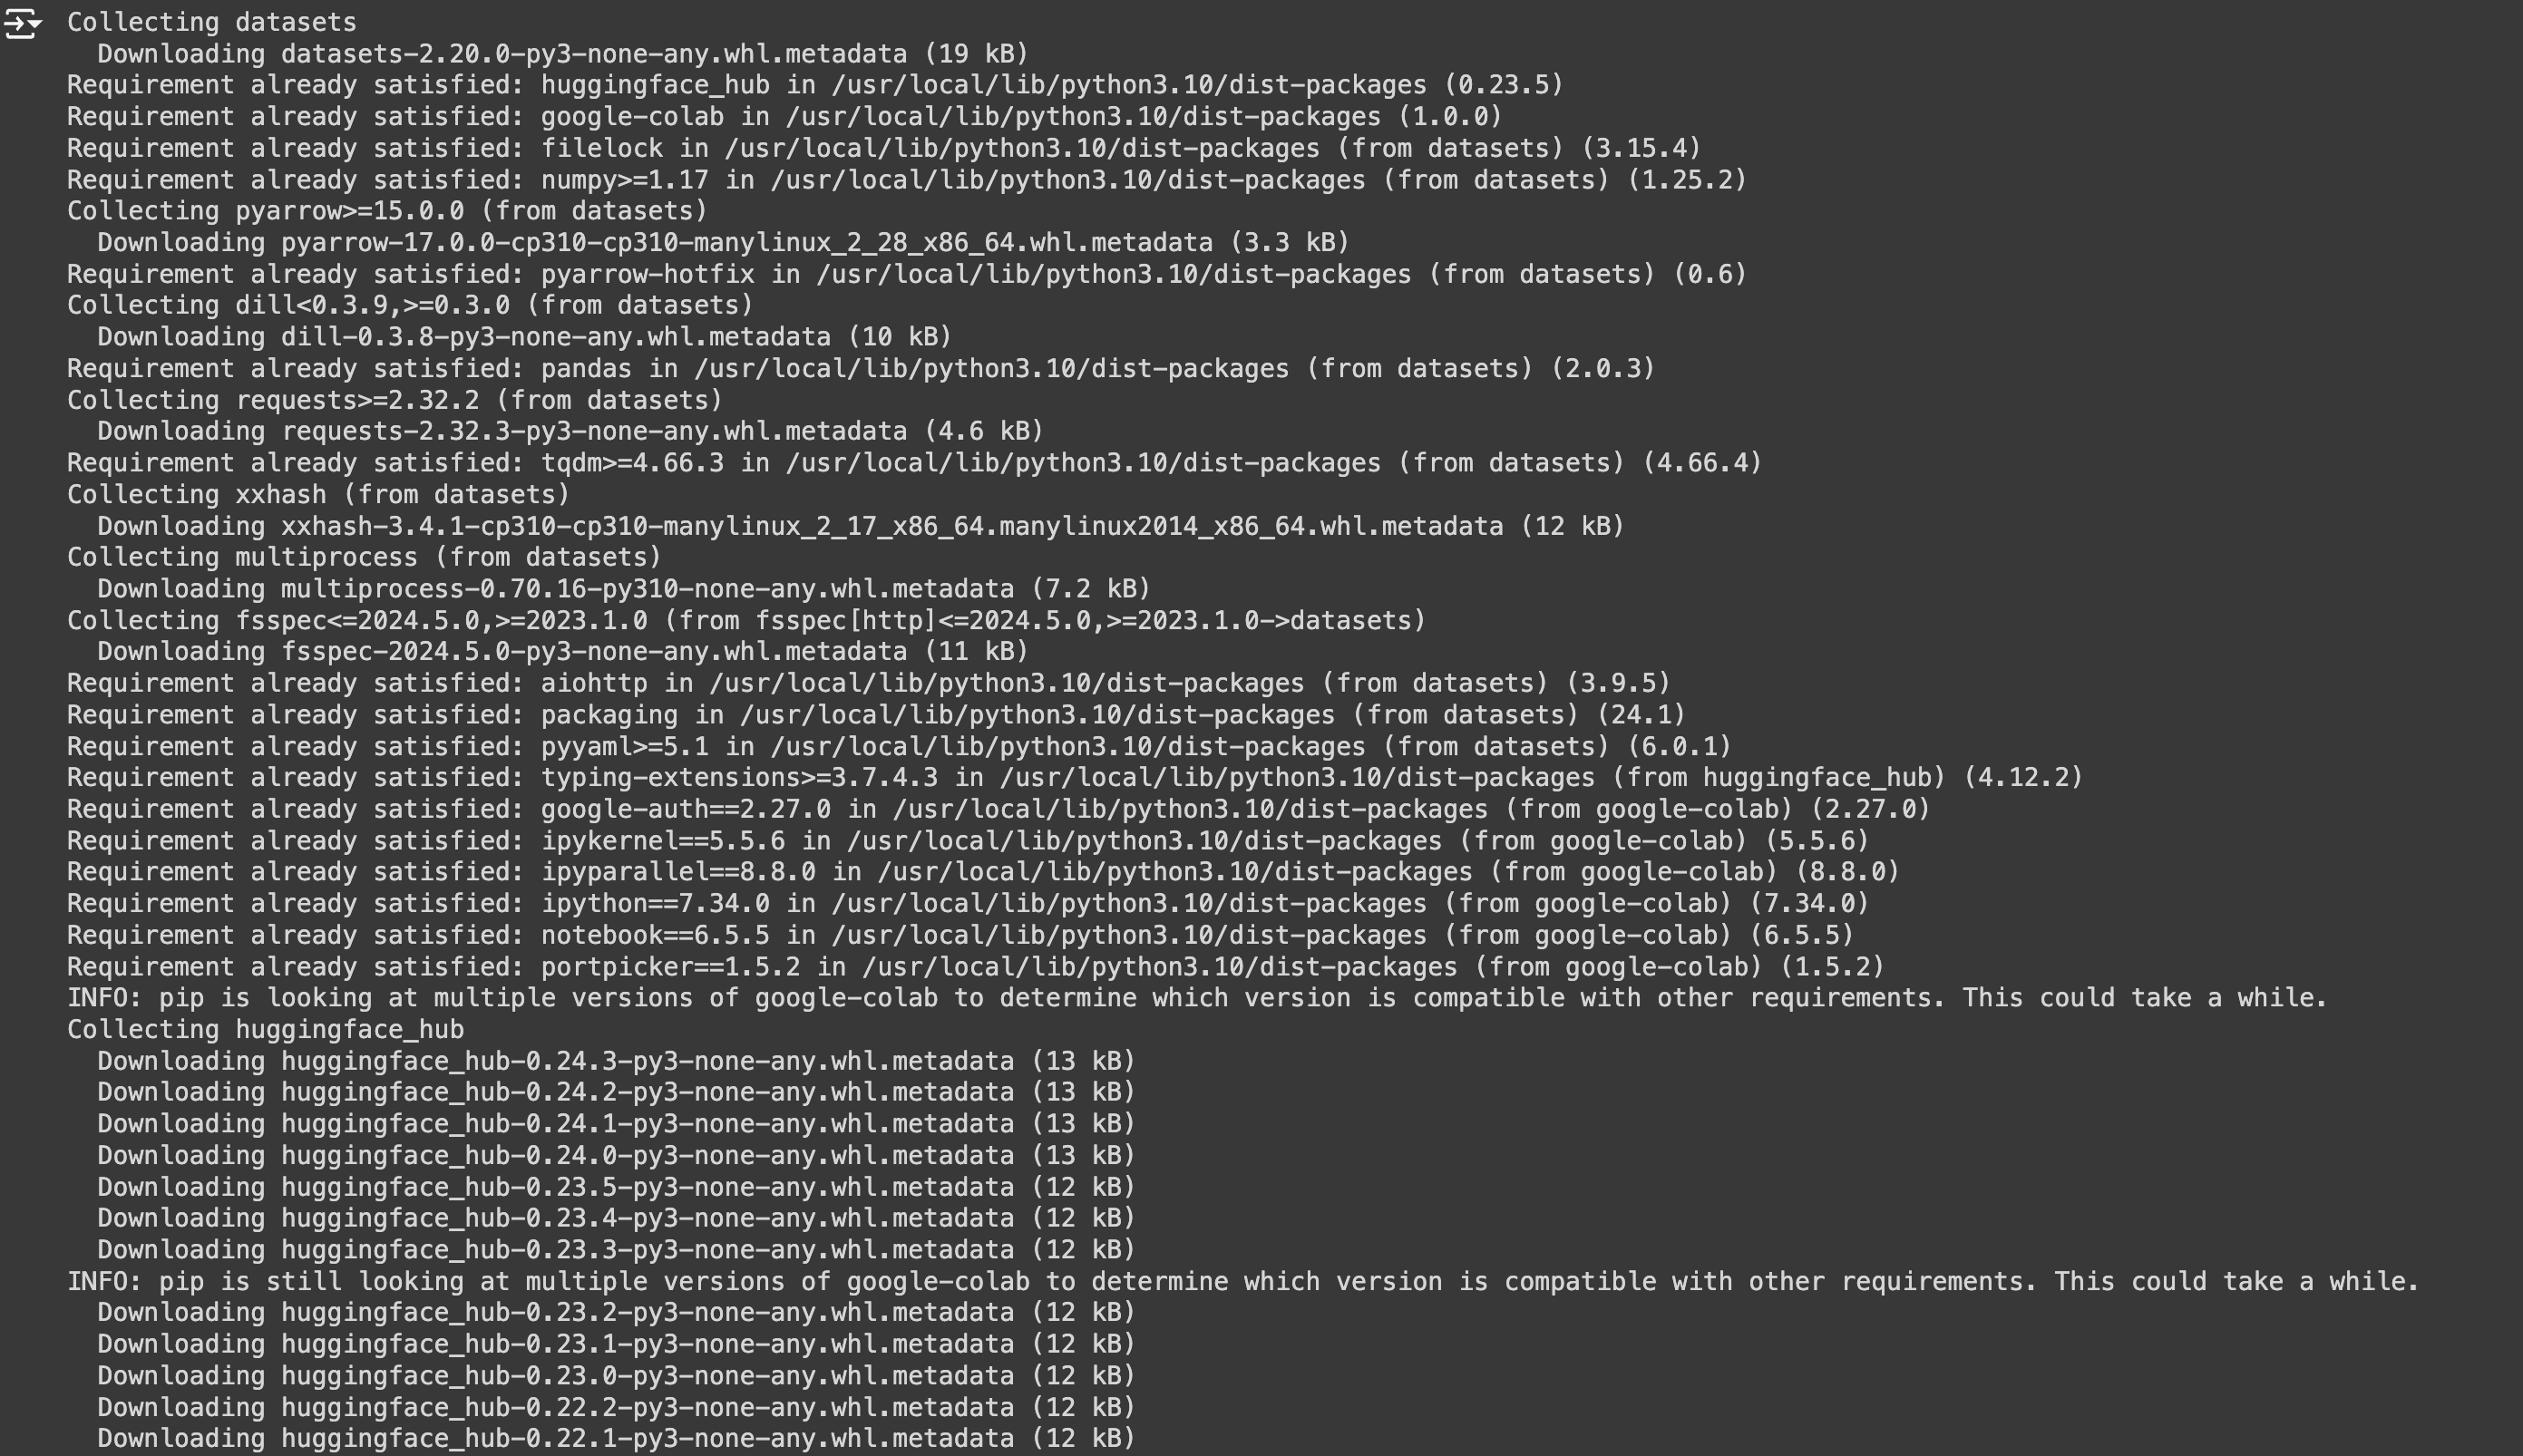 Collecting datasets
  Downloading datasets-2.20.0-py3-none-any.whl.metadata (19 kB)
Requirement already satisfied: huggingface_hub in /usr/local/lib/python3.10/dist-packages (0.23.5)
Requirement already satisfied: google-colab in /usr/local/lib/python3.10/dist-packages (1.0.0)
Requirement already satisfied: filelock in /usr/local/lib/python3.10/dist-packages (from datasets) (3.15.4)
Requirement already satisfied: numpy>=1.17 in /usr/local/lib/python3.10/dist-packages (from datasets) (1.25.2)
Collecting pyarrow>=15.0.0 (from datasets)
  Downloading pyarrow-17.0.0-cp310-cp310-manylinux_2_28_x86_64.whl.metadata (3.3 kB)
Requirement already satisfied: pyarrow-hotfix in /usr/local/lib/python3.10/dist-packages (from datasets) (0.6)
Collecting dill<0.3.9,>=0.3.0 (from datasets)
  Downloading dill-0.3.8-py3-none-any.whl.metadata (10 kB)
Requirement already satisfied: pandas in /usr/local/lib/python3.10/dist-packages (from datasets) (2.0.3)
Collecting requests>=2.32.2 (from datasets)
  Downloading requests-2.32.3-py3-none-any.whl.metadata (4.6 kB)
Requirement already satisfied: tqdm>=4.66.3 in /usr/local/lib/python3.10/dist-packages (from datasets) (4.66.4)
Collecting xxhash (from datasets)
  Downloading xxhash-3.4.1-cp310-cp310-manylinux_2_17_x86_64.manylinux2014_x86_64.whl.metadata (12 kB)
Collecting multiprocess (from datasets)
  Downloading multiprocess-0.70.16-py310-none-any.whl.metadata (7.2 kB)
Collecting fsspec<=2024.5.0,>=2023.1.0 (from fsspec[http]<=2024.5.0,>=2023.1.0->datasets)
  Downloading fsspec-2024.5.0-py3-none-any.whl.metadata (11 kB)
Requirement already satisfied: aiohttp in /usr/local/lib/python3.10/dist-packages (from datasets) (3.9.5)
Requirement already satisfied: packaging in /usr/local/lib/python3.10/dist-packages (from datasets) (24.1)
Requirement already satisfied: pyyaml>=5.1 in /usr/local/lib/python3.10/dist-packages (from datasets) (6.0.1)
Requirement already satisfied: typing-extensions>=3.7.4.3 in /usr/local/lib/python3.10/dist-packages (from huggingface_hub) (4.12.2)
Requirement already satisfied: google-auth==2.27.0 in /usr/local/lib/python3.10/dist-packages (from google-colab) (2.27.0)
Requirement already satisfied: ipykernel==5.5.6 in /usr/local/lib/python3.10/dist-packages (from google-colab) (5.5.6)
Requirement already satisfied: ipyparallel==8.8.0 in /usr/local/lib/python3.10/dist-packages (from google-colab) (8.8.0)
Requirement already satisfied: ipython==7.34.0 in /usr/local/lib/python3.10/dist-packages (from google-colab) (7.34.0)
Requirement already satisfied: notebook==6.5.5 in /usr/local/lib/python3.10/dist-packages (from google-colab) (6.5.5)
Requirement already satisfied: portpicker==1.5.2 in /usr/local/lib/python3.10/dist-packages (from google-colab) (1.5.2)
INFO: pip is looking at multiple versions of google-colab to determine which version is compatible with other requirements. This could take a while.
Collecting huggingface_hub
  Downloading huggingface_hub-0.24.3-py3-none-any.whl.metadata (13 kB)
  Downloading huggingface_hub-0.24.2-py3-none-any.whl.metadata (13 kB)
  Downloading huggingface_hub-0.24.1-py3-none-any.whl.metadata (13 kB)
  Downloading huggingface_hub-0.24.0-py3-none-any.whl.metadata (13 kB)
  Downloading huggingface_hub-0.23.5-py3-none-any.whl.metadata (12 kB)
  Downloading huggingface_hub-0.23.4-py3-none-any.whl.metadata (12 kB)
  Downloading huggingface_hub-0.23.3-py3-none-any.whl.metadata (12 kB)
INFO: pip is still looking at multiple versions of google-colab to determine which version is compatible with other requirements. This could take a while.
  Downloading huggingface_hub-0.23.2-py3-none-any.whl.metadata (12 kB)
  Downloading huggingface_hub-0.23.1-py3-none-any.whl.metadata (12 kB)
  Downloading huggingface_hub-0.23.0-py3-none-any.whl.metadata (12 kB)
  Downloading huggingface_hub-0.22.2-py3-none-any.whl.metadata (12 kB)
  Downloading huggingface_hub-0.22.1-py3-none-any.whl.metadata (12 kB)